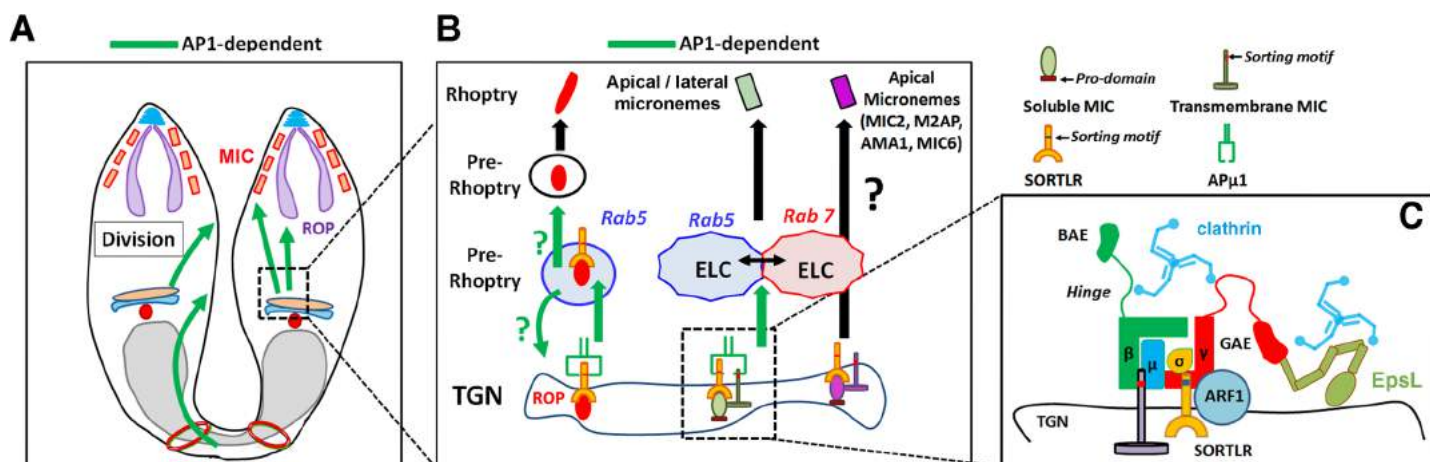 A
AP1-dependent
MIC
ROP
Division
B
AP1-dependent
Rhoptry
Apical / lateral
micronemes
Apical
Micronemes
(MIC2, M2AP,
AMA1, MIC6)
Pre-
Rhoptry
?
Rab5
Rab5
Rab 7
?
Pre-
Rhoptry
ELC
ELC
?
TGN
ROP
Pro-domain
Soluble MIC
Sorting motif
Transmembrane MIC
Sorting motif
SORTLR
APμ1
C
BAE
clathrin
Hinge
β
μ
σ
γ
GAE
EpsL
ARF1
TGN
SORTLR